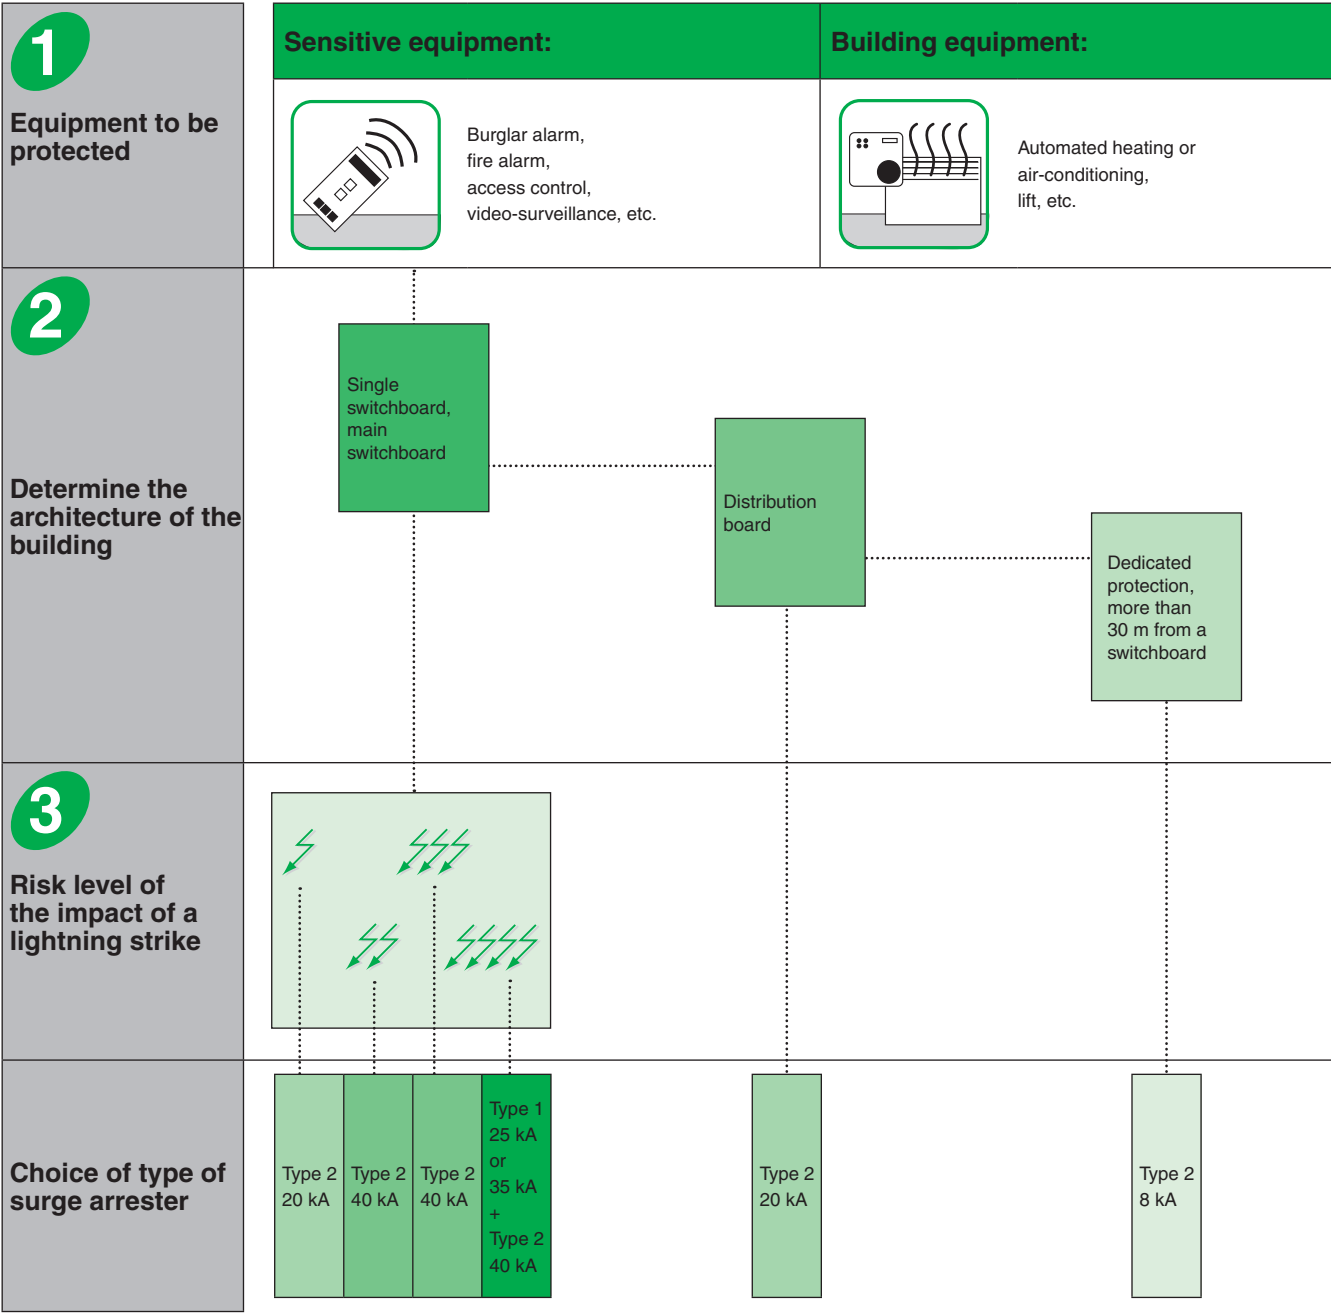 1
Equipment to be
protected
Sensitive equipment:
Building equipment:
Burglar alarm,
fire alarm,
access control,
video-surveillance, etc.
Automated heating or
air-conditioning,
lift, etc.
2
Determine the
architecture of the
building
Single
switchboard,
main
switchboard
Distribution
board
Dedicated
protection,
more than
30 m from a
switchboard
3
Risk level of
the impact of a
lightning strike
Choice of type of
surge arrester
Type 2
20 kA
Type 2
40 kA
Type 2
40 kA
Type 1
25 kA
or
35 kA
+
Type 2
40 kA
Type 2
20 kA
Type 2
8 kA